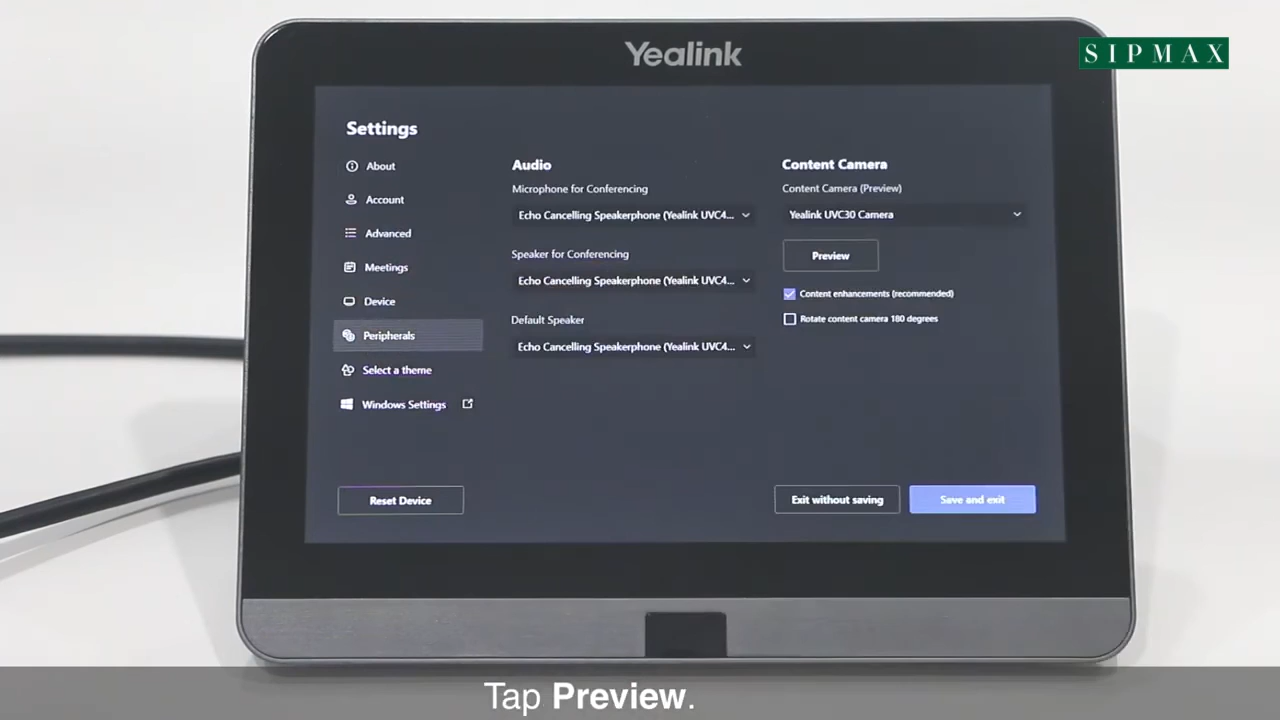 Yealink
SIPMAX
Settings
About
Account
Advanced
Meetings
Device
Peripherals
Select a theme
Windows Settings
Reset Device
Audio
Microphone for Conferencing
Echo Cancelling Speakerphone (Yealink UVC4...
Speaker for Conferencing
Echo Cancelling Speakerphone (Yealink UVC4...
Default Speaker
Echo Cancelling Speakerphone (Yealink UVC4...
Content Camera
Content Camera (Preview)
Yealink UVC30 Camera
Preview
Content enhancements (recommended)
Rotate content camera 180 degrees
Exit without saving
Save and exit
Tap Preview.